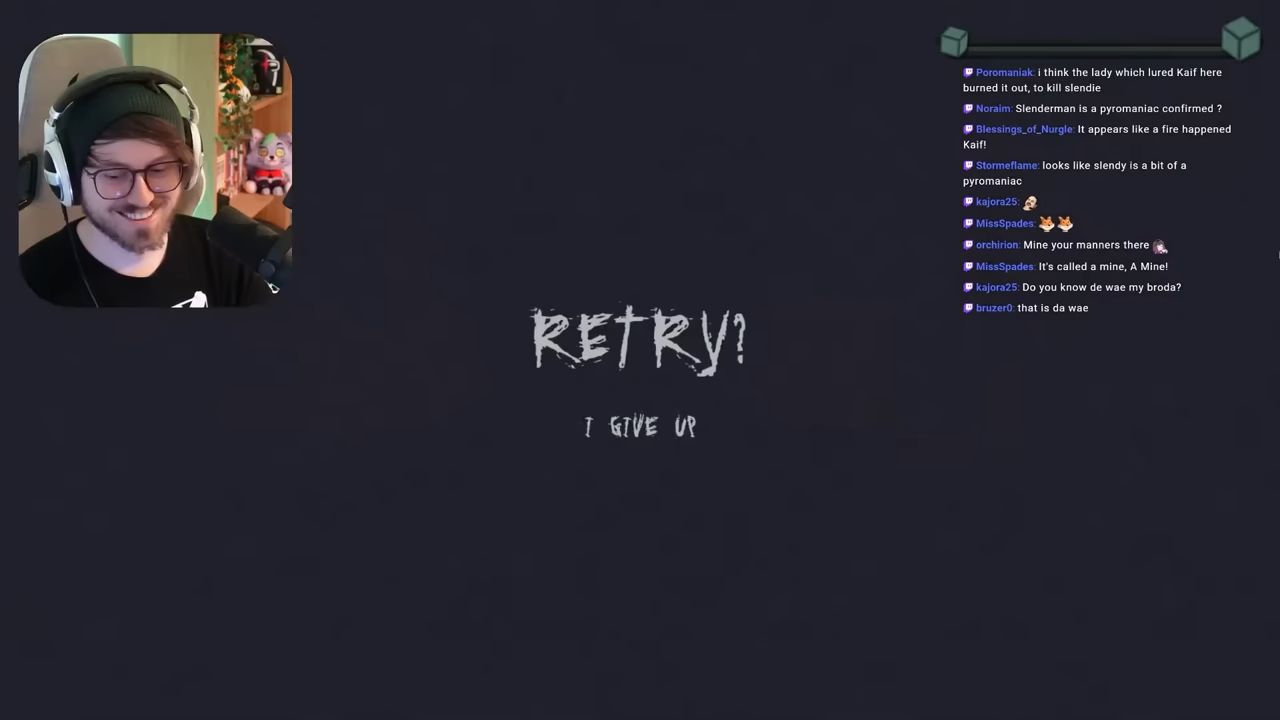 Poromaniak: i think the lady which lured Kaif here
burned it out, to kill slendie
Noraim: Slenderman is a pyromaniac confirmed ?
Blessings_of_Nurgle: It appears like a fire happened
Kaif!
Stormeflame: looks like slendy is a bit of a
pyromaniac
kajora25:
MissSpades:
orchirion: Mine your manners there
MissSpades: It's called a mine, A Mine!
kajora25: Do you know de wae my broda?
bruzer0: that is da wae
RETRY?
I GIVE UP